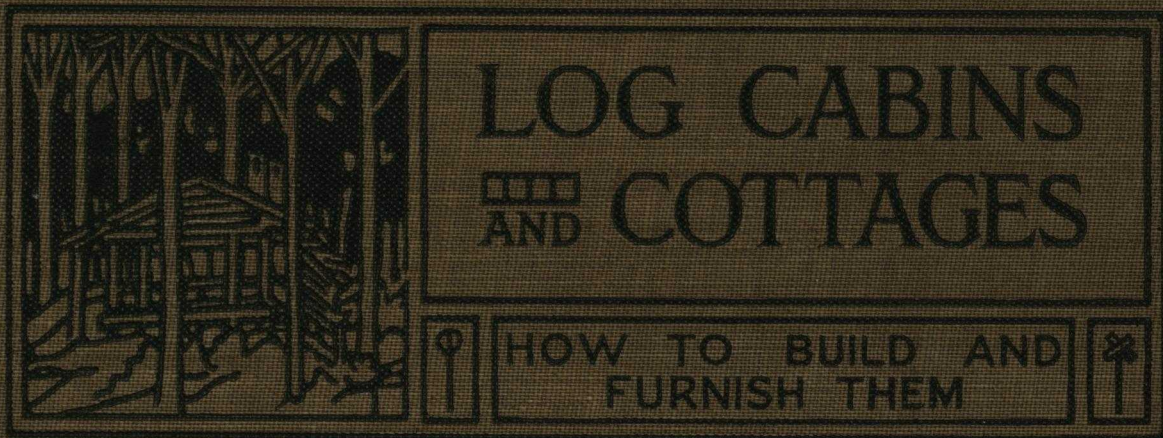 LOG CABINS
AND COTTAGES
HOW TO BUILD AND
FURNISH THEM